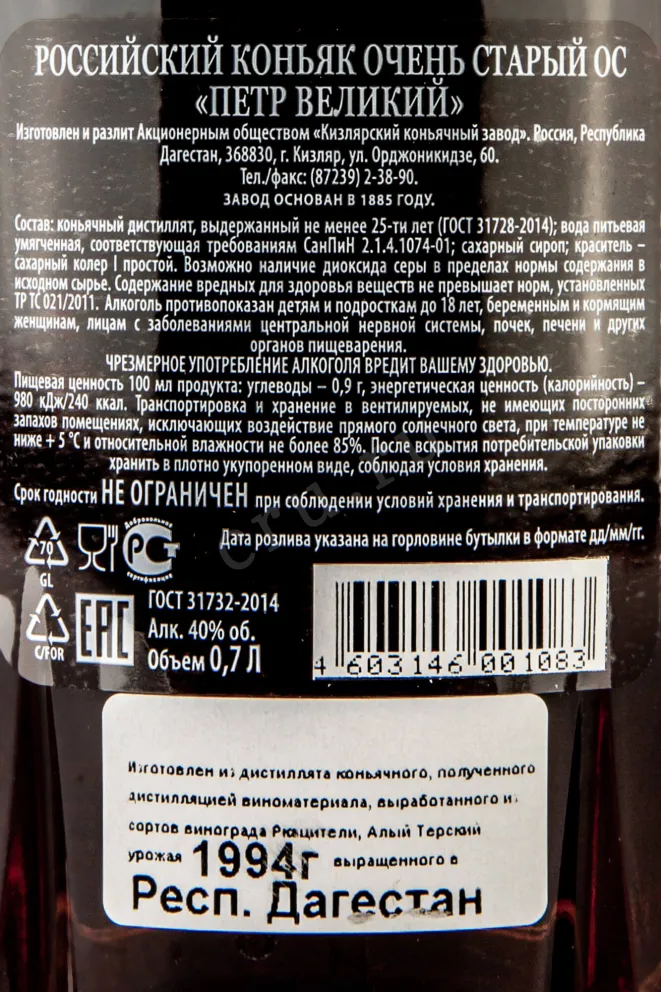 РОССИЙСКИЙ КОНЬЯК ОЧЕНЬ СТАРЫЙ ОС
«ПЕТР ВЕЛИКИЙ»
Изготовлен и разлит Акционерным обществом «Кизлярский коньячный завод». Россия, Республика
Дагестан, 368830, г. Кизляр, ул. Орджоникидзе, 60.
Тел./факс: (87239) 2-38-90.
ЗАВОД ОСНОВАН В 1885 ГОДУ.
Состав: коньячный дистиллят, выдержанный не менее 25-ти лет (ГОСТ 31728-2014); вода питьевая
умягченная, соответствующая требованиям СанПиН 2.1.4.1074-01; сахарный сироп; краситель –
сахарный колер I простой. Возможно наличие диоксида серы в пределах нормы содержания в
исходном сырье. Содержание вредных для здоровья веществ не превышает норм, установленных
ТР ТС 021/2011. Алкоголь противопоказан детям и подросткам до 18 лет, беременным и кормящим
женщинам, лицам с заболеваниями центральной нервной системы, почек, печени и других
органов пищеварения.
ЧРЕЗМЕРНОЕ УПОТРЕБЛЕНИЕ АЛКОГОЛЯ ВРЕДИТ ВАШЕМУ ЗДОРОВЬЮ.
Пищевая ценность 100 мл продукта: углеводы – 0,9 г, энергетическая ценность (калорийность) –
980 кДж/240 ккал. Транспортировка и хранение в вентилируемых, не имеющих посторонних
запахов помещениях, исключающих воздействие прямого солнечного света, при температуре не
ниже + 5 °С и относительной влажности не более 85%. После вскрытия потребительской упаковки
хранить в плотно укупоренном виде, соблюдая условия хранения.
Срок годности НЕ ОГРАНИЧЕН при соблюдении условий хранения и транспортирования.
Дата розлива указана на горловине бутылки в формате дд/мм/гг.
70
GL
Добровольная
РСТ
сертификация
C/FOR
EAC
ГОСТ 31732-2014
Алк. 40% об.
Объем 0,7 Л
4 603146 001083
Изготовлен из дистиллята коньячного, полученного
дистилляцией виноматериала, выработанного из
сортов винограда Ркацители, Алый Терский
урожая 1994г выращенного в
Респ. Дагестан
cru.ru